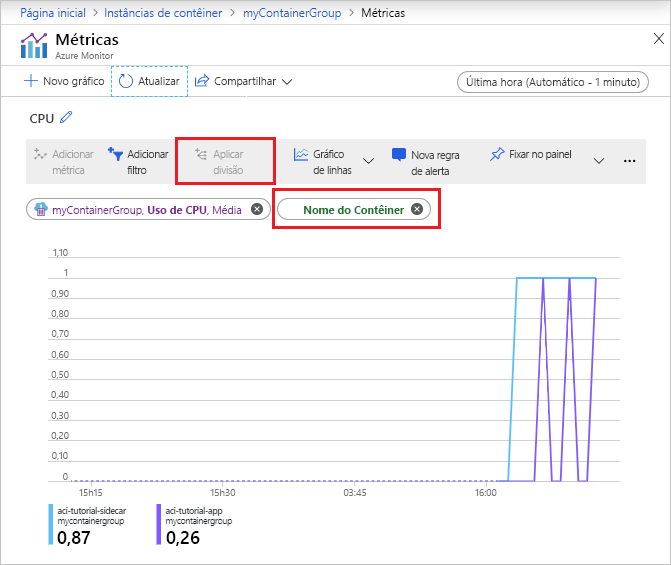 Página inicial > Instâncias de contêiner > myContainerGroup > Métricas
Métricas
Azure Monitor
Novo gráfico
Atualizar
Compartilhar
Última hora (Automático - 1 minuto)
CPU
Adicionar
métrica
Adicionar
filtro
Aplicar
divisão
Gráfico
de linhas
Nova regra
de alerta
Fixar no painel
myContainerGroup, Uso de CPU, Média
Nome do Contêiner
1,10
1
0,90
0,80
0,70
0,60
0,50
0,40
0,30
0,20
0,10
0
15h15
15h30
03:45
16:00
aci-tutorial-sidecar
mycontainergroup
0,87
aci-tutorial-app
mycontainergroup
0,26